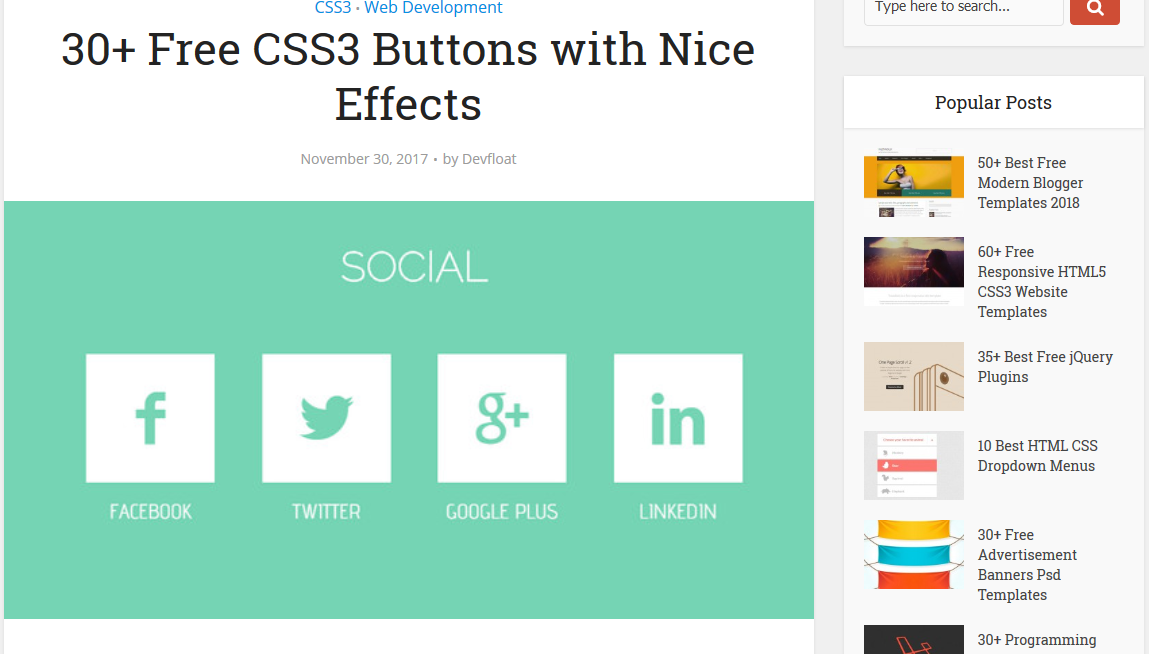 CSS3 • Web Development
30+ Free CSS3 Buttons with Nice
Effects
November 30, 2017 • by Devfloat
SOCIAL
f
g+
in
FACEBOOK
TWITTER
GOOGLE PLUS
LINKEDIN
Type here to search...
Popular Posts
50+ Best Free
Modern Blogger
Templates 2018
60+ Free
Responsive HTML5
CSS3 Website
Templates
35+ Best Free jQuery
Plugins
10 Best HTML CSS
Dropdown Menus
30+ Free
Advertisement
Banners Psd
Templates
30+ Programming